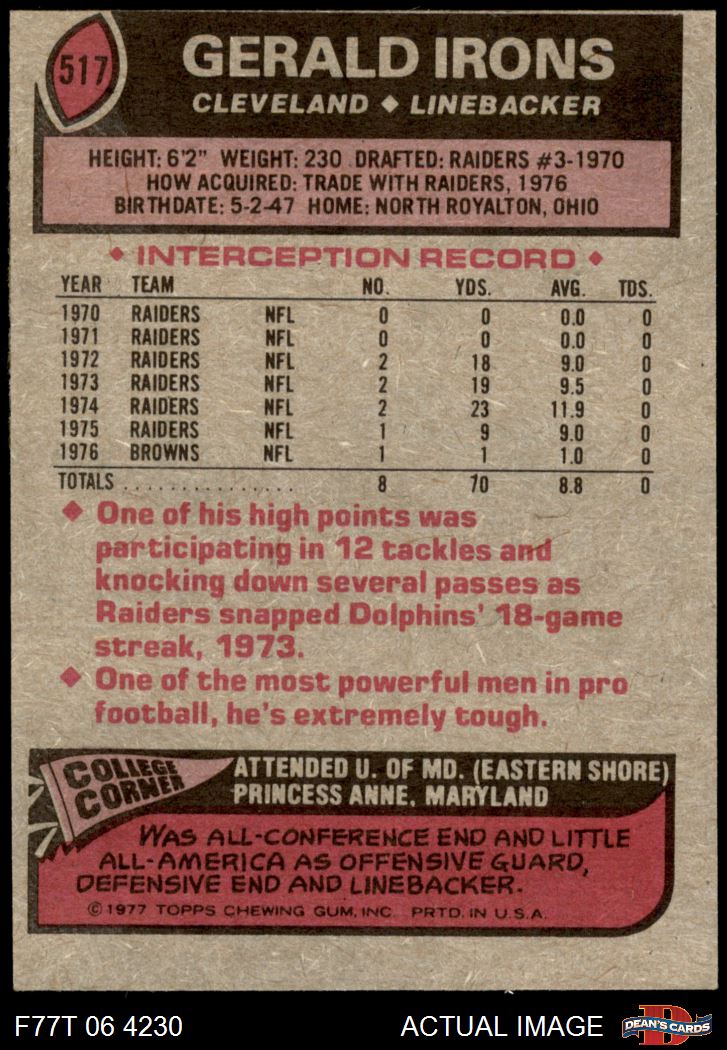 517
GERALD IRONS
CLEVELAND ◆ LINEBACKER
HEIGHT: 6'2" WEIGHT: 230 DRAFTED: RAIDERS #3-1970
HOW ACQUIRED: TRADE WITH RAIDERS, 1976
BIRTHDATE: 5-2-47 HOME: NORTH ROYALTON, OHIO
◆ INTERCEPTION RECORD ◆
YEAR TEAM NO. YDS. AVG. TDS.
1970 RAIDERS NFL 0 0 0.0 0
1971 RAIDERS NFL 0 0 0.0 0
1972 RAIDERS NFL 2 18 9.0 0
1973 RAIDERS NFL 2 19 9.5 0
1974 RAIDERS NFL 2 23 11.9 0
1975 RAIDERS NFL 1 9 9.0 0
1976 BROWNS NFL 1 1 1.0 0
TOTALS . . . . . . . . . . . . . . . 8 70 8.8 0
◆ One of his high points was
participating in 12 tackles and
knocking down several passes as
Raiders snapped Dolphins' 18-game
streak, 1973.
◆ One of the most powerful men in pro
football, he's extremely tough.
COLLEGE
CORNER
ATTENDED U. OF MD. (EASTERN SHORE)
PRINCESS ANNE, MARYLAND
WAS ALL-CONFERENCE END AND LITTLE
ALL-AMERICA AS OFFENSIVE GUARD,
DEFENSIVE END AND LINEBACKER.
© 1977 TOPPS CHEWING GUM, INC. PRTD. IN U.S.A.
F77T 06 4230
ACTUAL IMAGE
D
DEAN'S CARDS